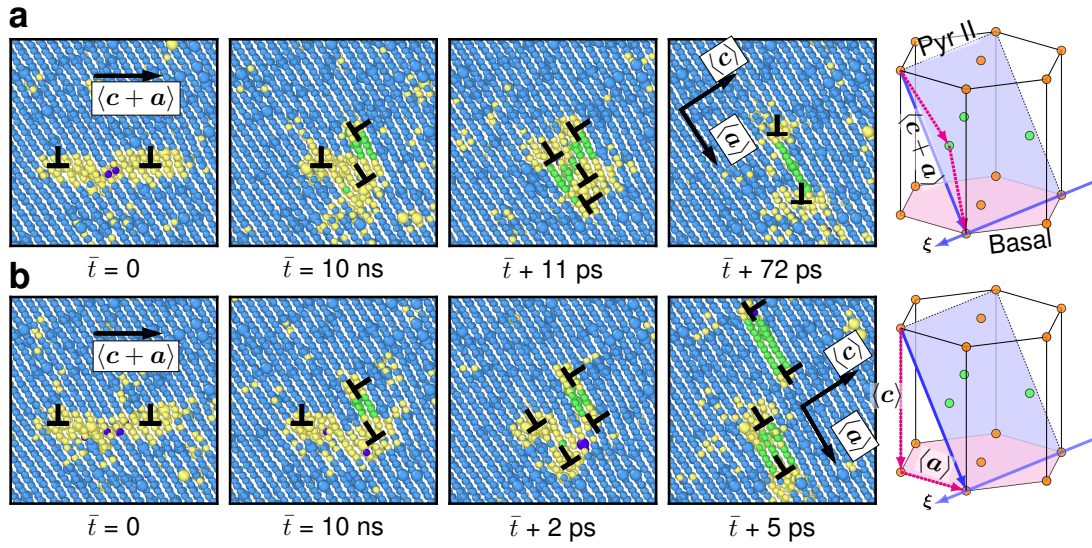 a
⟨c + a⟩
⟨c⟩
⟨a⟩
Pyr II
⟨c + a⟩
Basal
ξ
t̄ = 0
t̄ = 10 ns
t̄ + 11 ps
t̄ + 72 ps
b
⟨c + a⟩
⟨c⟩
⟨a⟩
⟨c⟩
⟨a⟩
ξ
t̄ = 0
t̄ = 10 ns
t̄ + 2 ps
t̄ + 5 ps